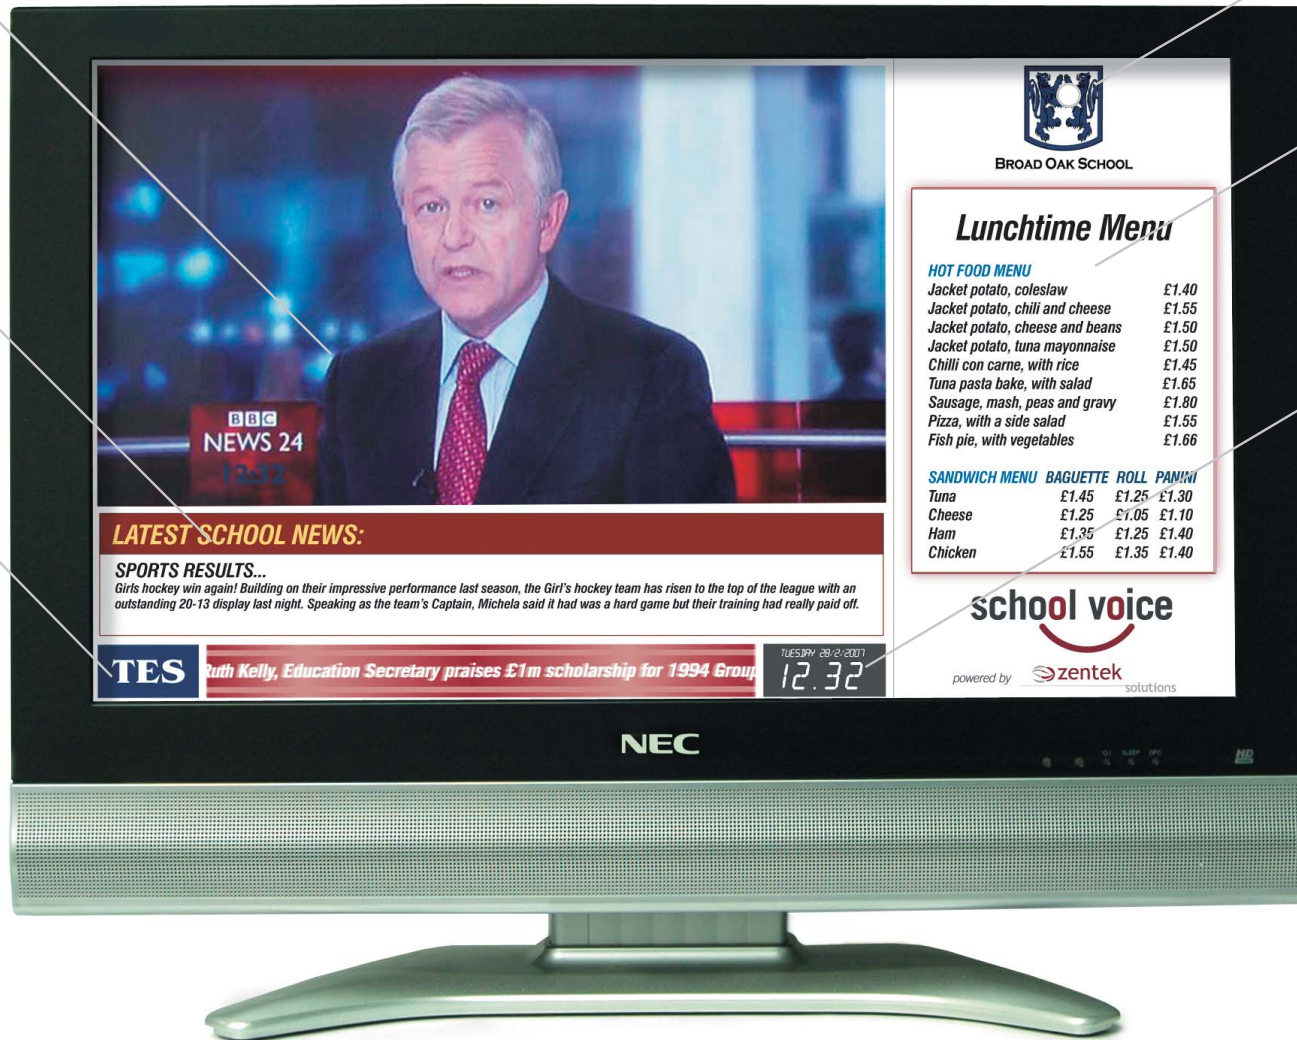 BBC
NEWS 24
12:32
LATEST SCHOOL NEWS:
SPORTS RESULTS...
Girls hockey win again! Building on their impressive performance last season, the Girl's hockey team has risen to the top of the league with an
outstanding 20-13 display last night. Speaking as the team's Captain, Michela said it had was a hard game but their training had really paid off.
TES
Ruth Kelly, Education Secretary praises £1m scholarship for 1994 Group
TUESDAY 28/2/2007
12.32
BROAD OAK SCHOOL
Lunchtime Menu
HOT FOOD MENU
Jacket potato, coleslaw £1.40
Jacket potato, chili and cheese £1.55
Jacket potato, cheese and beans £1.50
Jacket potato, tuna mayonnaise £1.50
Chilli con carne, with rice £1.45
Tuna pasta bake, with salad £1.65
Sausage, mash, peas and gravy £1.80
Pizza, with a side salad £1.55
Fish pie, with vegetables £1.66
SANDWICH MENU BAGUETTE ROLL PANINI
Tuna £1.45 £1.25 £1.30
Cheese £1.25 £1.05 £1.10
Ham £1.35 £1.25 £1.40
Chicken £1.55 £1.35 £1.40
school voice
powered by zentek
solutions
NEC
SLEEP OPC
HD